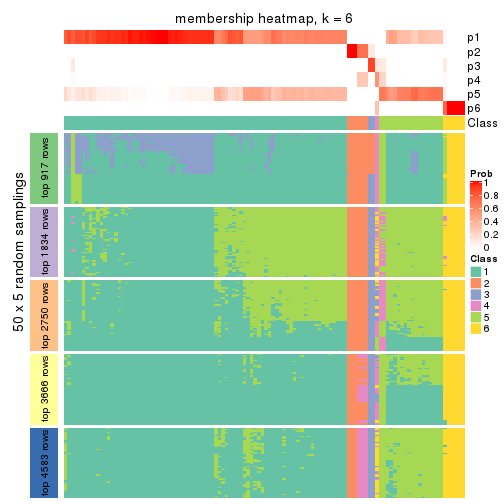 membership heatmap, k = 6
p1
p2
p3
p4
p5
p6
Class
50 x 5 random samplings
top 917 rows
top 1834 rows
top 2750 rows
top 3666 rows
top 4583 rows
Prob
1
0.8
0.6
0.4
0.2
0
Class
1
2
3
4
5
6